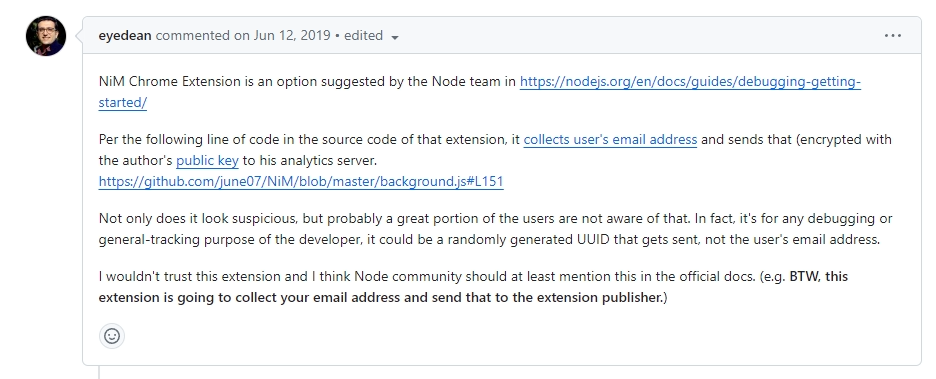 eyedean commented on Jun 12, 2019 • edited
NiM Chrome Extension is an option suggested by the Node team in https://nodejs.org/en/docs/guides/debugging-getting-
started/
Per the following line of code in the source code of that extension, it collects user's email address and sends that (encrypted with
the author's public key to his analytics server.
https://github.com/june07/NiM/blob/master/background.js#L151
Not only does it look suspicious, but probably a great portion of the users are not aware of that. In fact, it's for any debugging or
general-tracking purpose of the developer, it could be a randomly generated UUID that gets sent, not the user's email address.
I wouldn't trust this extension and I think Node community should at least mention this in the official docs. (e.g. BTW, this
extension is going to collect your email address and send that to the extension publisher.)